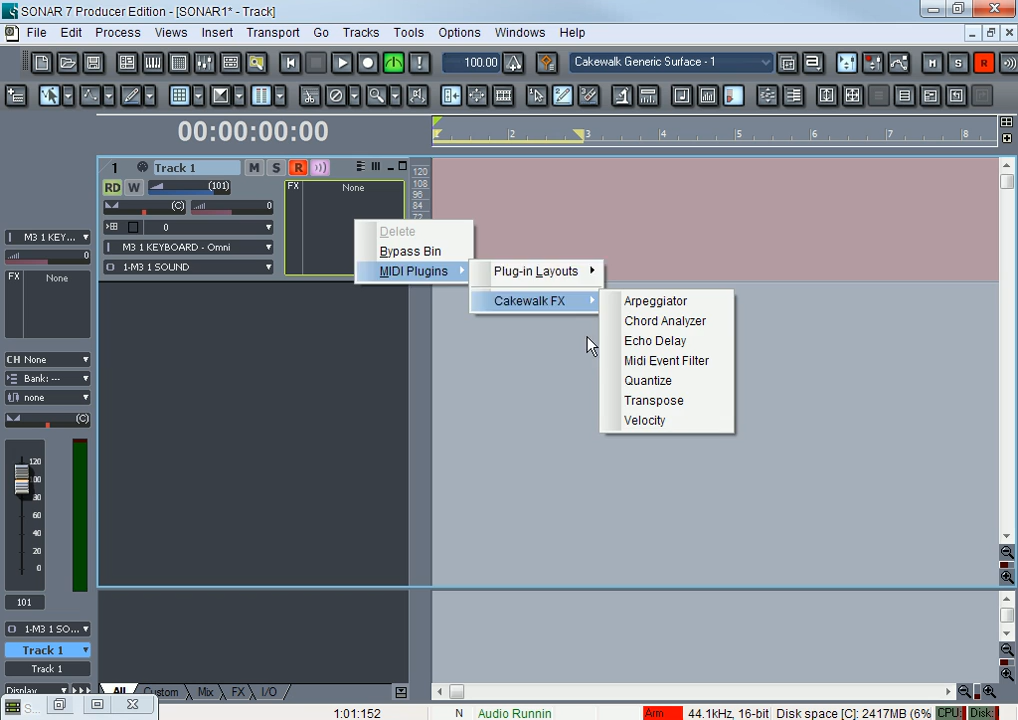 SONAR 7 Producer Edition - [SONAR1* - Track]
File Edit Process Views Insert Transport Go Tracks Tools Options Windows Help
100.00 Cakewalk Generic Surface - 1 M S R
00:00:00:00
2 3 4 5 6 7 8
1 Track 1 M S R
RD W (101)
FX None
120
108
96
84
72
(C) 0
0
M3 1 KEYBOARD - Omni
1-M3 1 SOUND
Delete
Bypass Bin
MIDI Plugins
Plug-in Layouts
Cakewalk FX
Arpeggiator
Chord Analyzer
Echo Delay
Midi Event Filter
Quantize
Transpose
Velocity
M3 1 KEY...
0
FX None
CH None
Bank: ---
none
(C)
120
100
80
60
40
20
0
101
1-M3 1 SO...
Track 1
Track 1
Display
All Custom Mix FX I/O
S...
1:01:152 N Audio Runnin Arm 44.1kHz, 16-bit Disk space [C]: 2417MB (6% CPU: Disk: